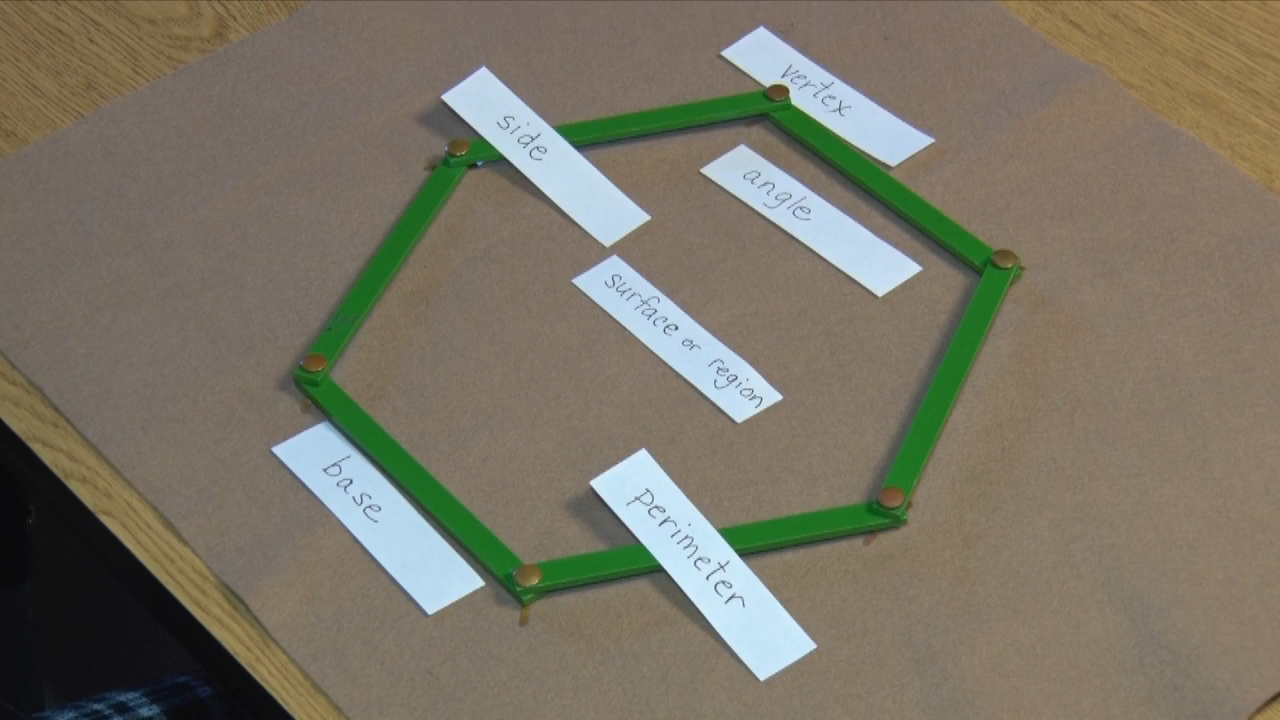 vertex
side
angle
surface or region
base
perimeter